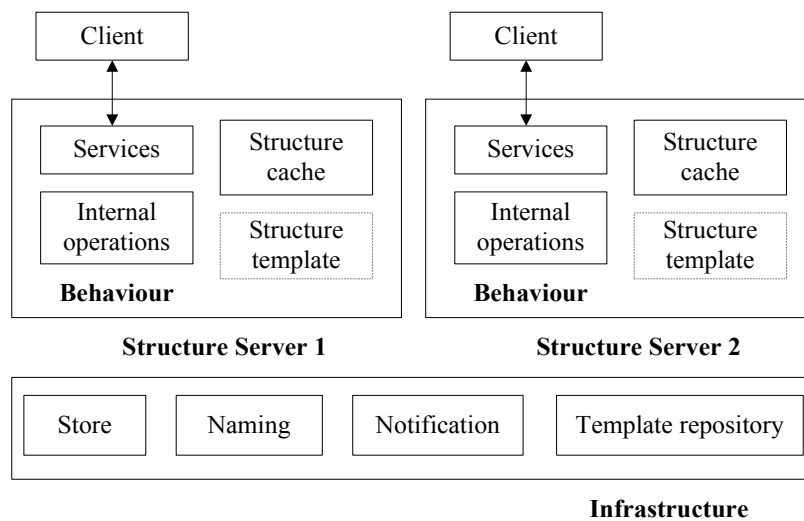 Client
Services
Structure
cache
Internal
operations
Structure
template
Behaviour
Structure Server 1
Client
Services
Structure
cache
Internal
operations
Structure
template
Behaviour
Structure Server 2
Store
Naming
Notification
Template repository
Infrastructure